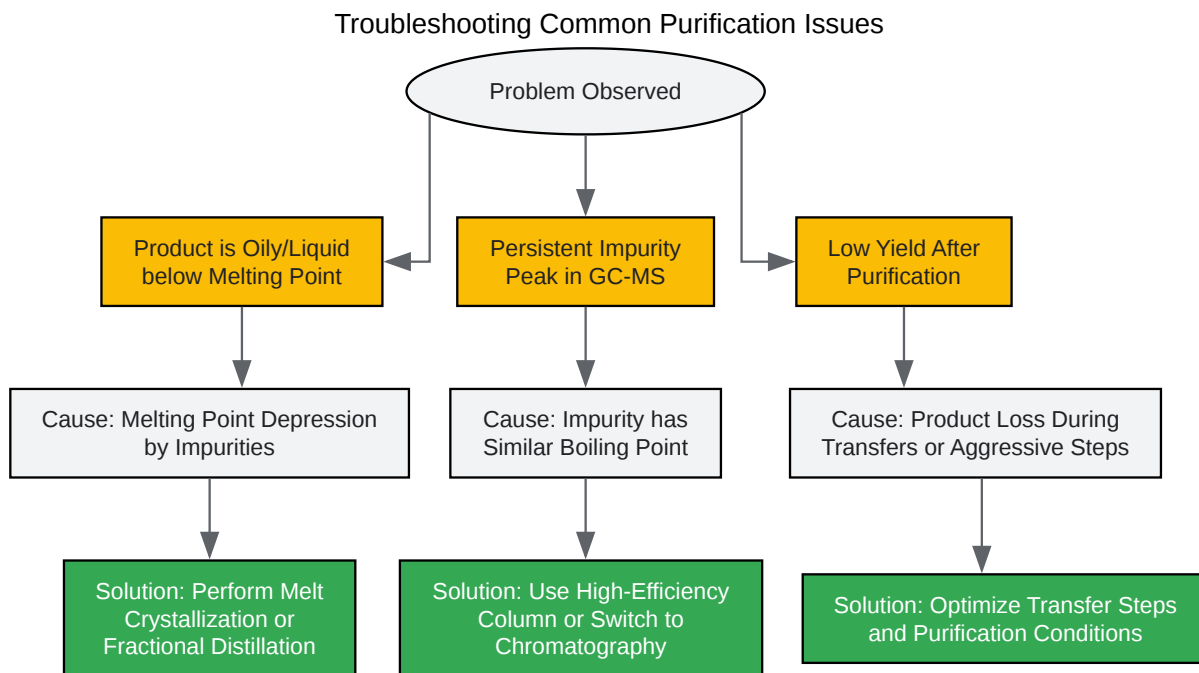 Troubleshooting Common Purification Issues
Problem Observed
Product is Oily/Liquid
below Melting Point
Persistent Impurity
Peak in GC-MS
Low Yield After
Purification
Cause: Melting Point Depression
by Impurities
Cause: Impurity has
Similar Boiling Point
Cause: Product Loss During
Transfers or Aggressive Steps
Solution: Perform Melt
Crystallization or
Fractional Distillation
Solution: Use High-Efficiency
Column or Switch to
Chromatography
Solution: Optimize Transfer Steps
and Purification Conditions